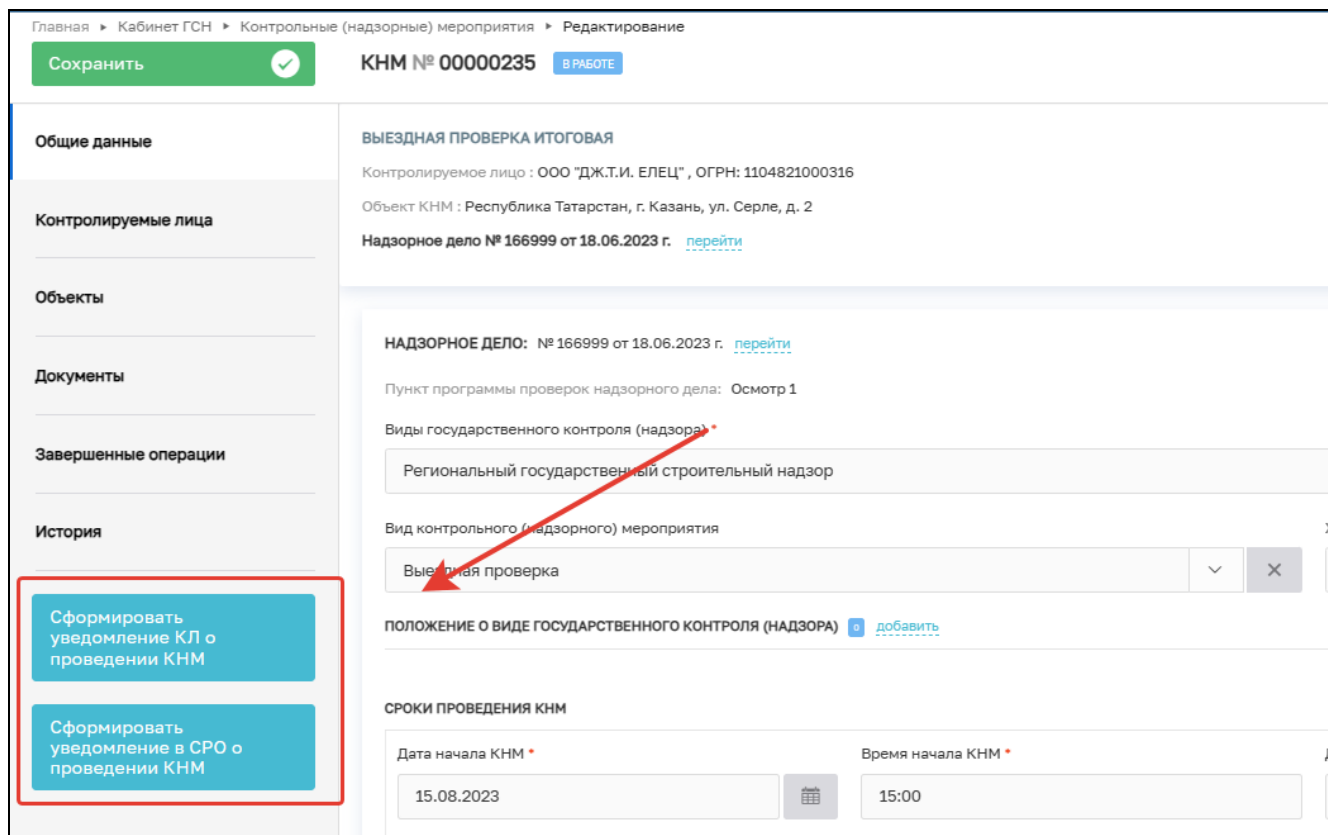 Главная ▸ Кабинет ГСН ▸ Контрольные (надзорные) мероприятия ▸ Редактирование
Сохранить
КНМ № 00000235 В РАБОТЕ
Общие данные
Контролируемые лица
Объекты
Документы
Завершенные операции
История
Сформировать
уведомление КЛ о
проведении КНМ
Сформировать
уведомление в СРО о
проведении КНМ
ВЫЕЗДНАЯ ПРОВЕРКА ИТОГОВАЯ
Контролируемое лицо : ООО "ДЖ.Т.И. ЕЛЕЦ" , ОГРН: 1104821000316
Объект КНМ : Республика Татарстан, г. Казань, ул. Серле, д. 2
Надзорное дело № 166999 от 18.06.2023 г. перейти
НАДЗОРНОЕ ДЕЛО: № 166999 от 18.06.2023 г. перейти
Пункт программы проверок надзорного дела: Осмотр 1
Виды государственного контроля (надзора) *
Региональный государственный строительный надзор
Вид контрольного (надзорного) мероприятия
Выездная проверка
ПОЛОЖЕНИЕ О ВИДЕ ГОСУДАРСТВЕННОГО КОНТРОЛЯ (НАДЗОРА) 0 добавить
СРОКИ ПРОВЕДЕНИЯ КНМ
Дата начала КНМ * Время начала КНМ *
15.08.2023 15:00